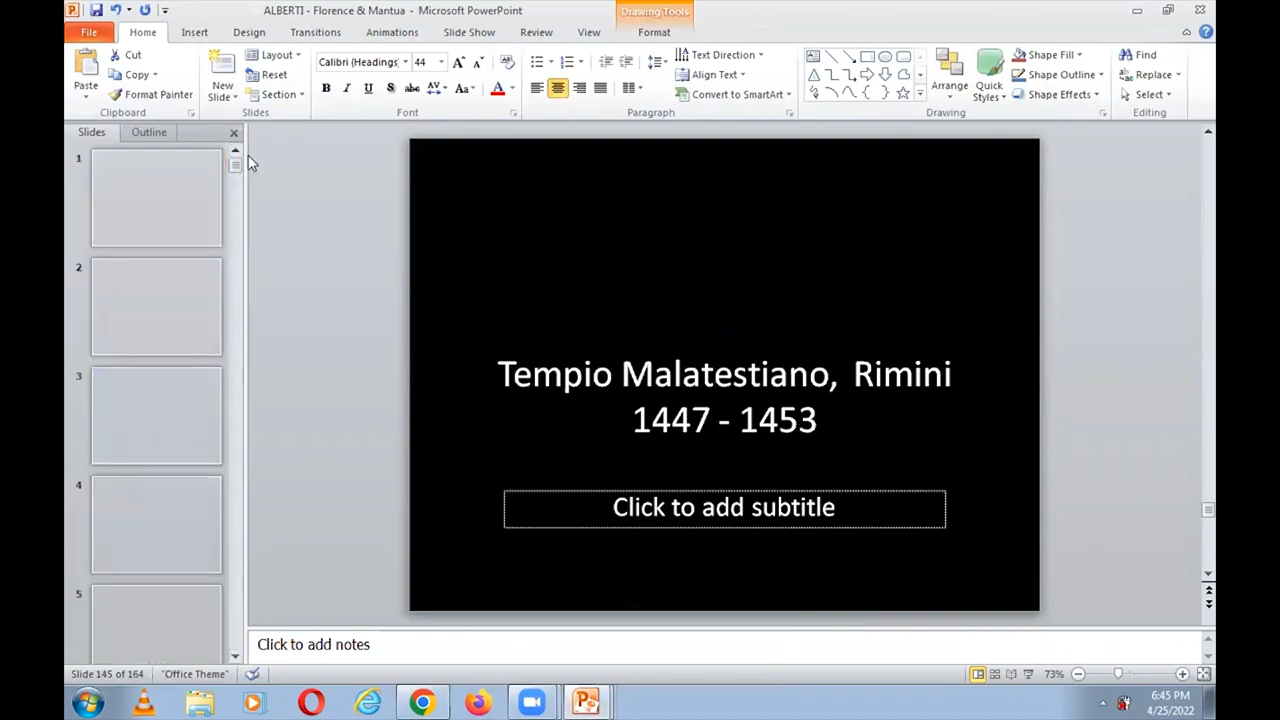 ALBERTI - Florence & Mantua - Microsoft PowerPoint
Drawing Tools
File Home Insert Design Transitions Animations Slide Show Review View Format
Paste
Cut
Copy
Format Painter
Clipboard
New
Slide
Layout
Reset
Section
Slides
Calibri (Headings) 44
Font
Text Direction
Align Text
Convert to SmartArt
Paragraph
Arrange
Quick
Styles
Shape Fill
Shape Outline
Shape Effects
Drawing
Find
Replace
Select
Editing
Slides Outline
1
2
3
4
5
Tempio Malatestiano, Rimini
1447 - 1453
Click to add subtitle
Click to add notes
Slide 145 of 164 "Office Theme" 73%
6:45 PM
4/25/2022